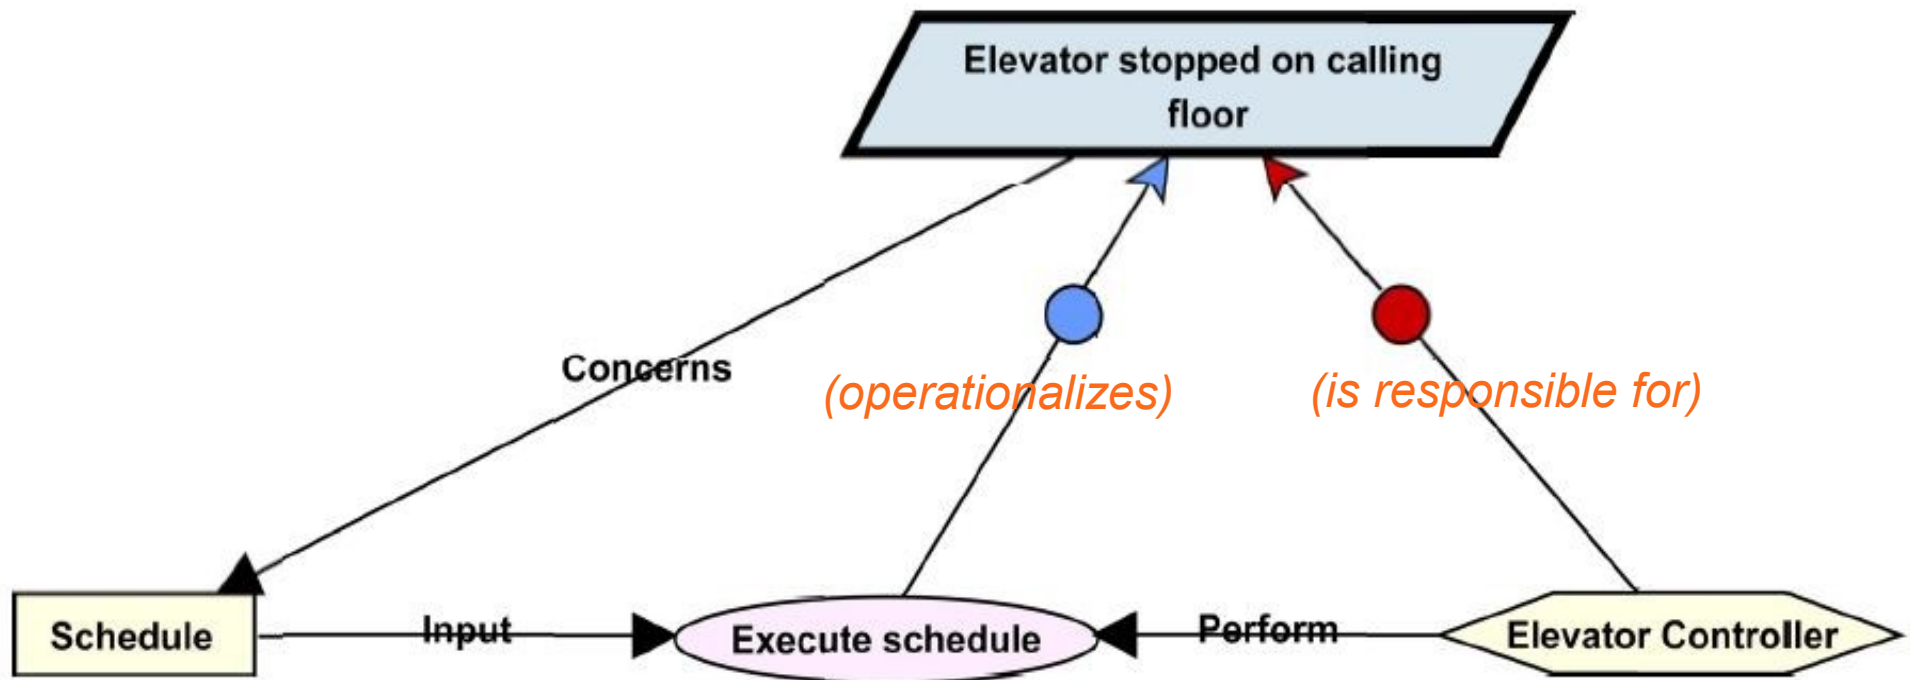 Elevator stopped on calling
floor
Concerns
(operationalizes)
(is responsible for)
Schedule
Input
Execute schedule
Perform
Elevator Controller